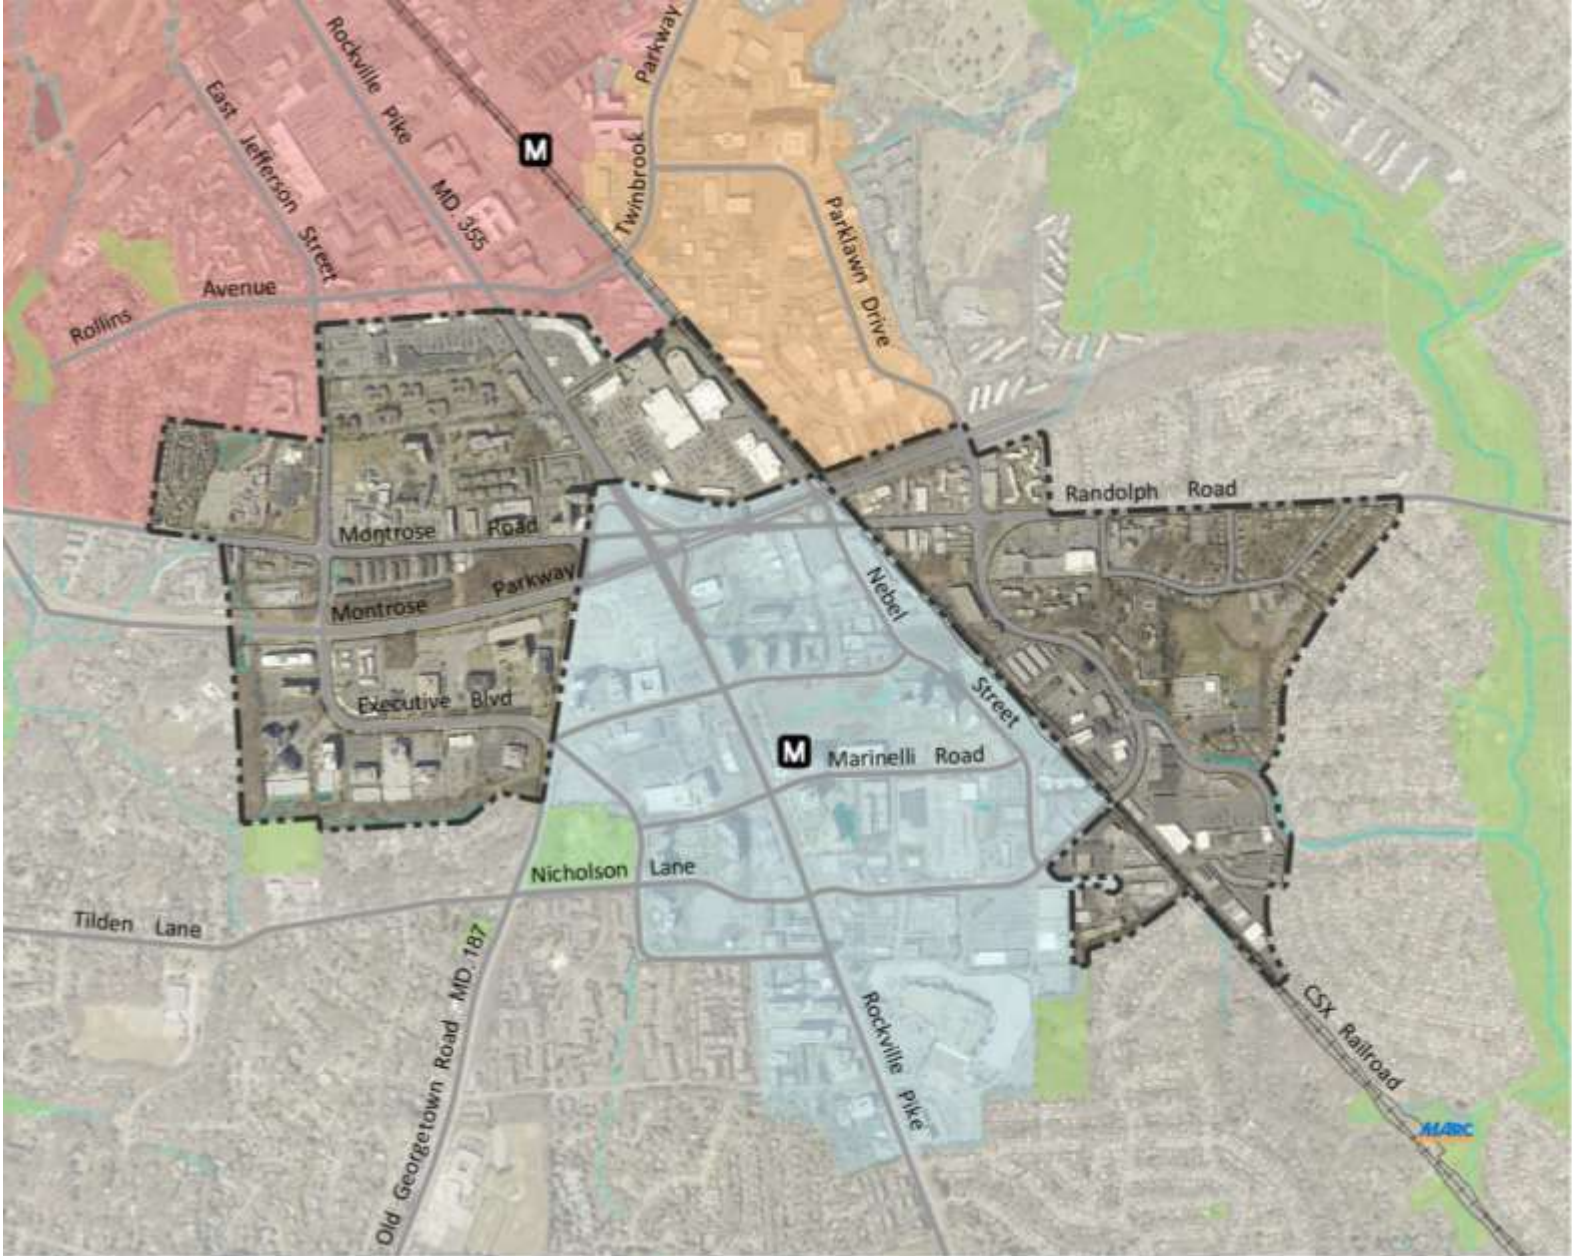 Rockville Pike MD. 355
Parkway
Twinbrook
East Jefferson Street
M
Parklawn Drive
Rollins Avenue
Randolph Road
Montrose Road
Montrose Parkway
Nebel Street
Executive Blvd
M
Marinelli Road
Nicholson Lane
Tilden Lane
Old Georgetown Road MD. 187
Rockville Pike
CSX Railroad
MARC